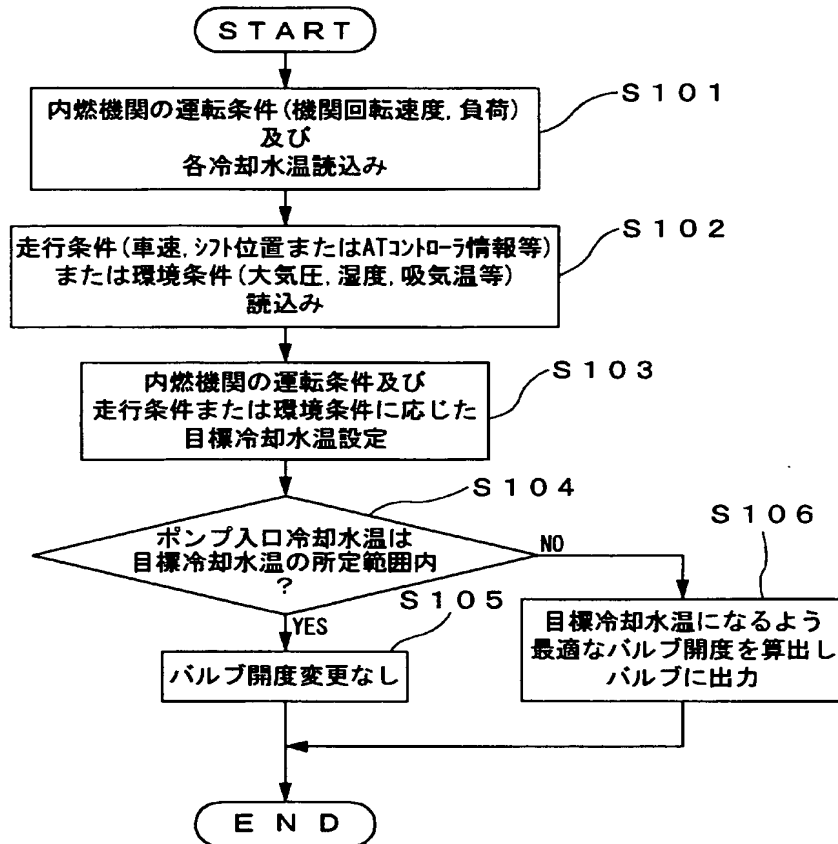 START
内燃機関の運転条件(機関回転速度, 負荷)
及び
各冷却水温読込み
S101
走行条件(車速, シフト位置またはATコントローラ情報等)
または環境条件(大気圧, 湿度, 吸気温等)
読込み
S102
内燃機関の運転条件及び
走行条件または環境条件に応じた
目標冷却水温設定
S103
ポンプ入口冷却水温は
目標冷却水温の所定範囲内
?
S104
NO
YES
バルブ開度変更なし
S105
目標冷却水温になるよう
最適なバルブ開度を算出し
バルブに出力
S106
END